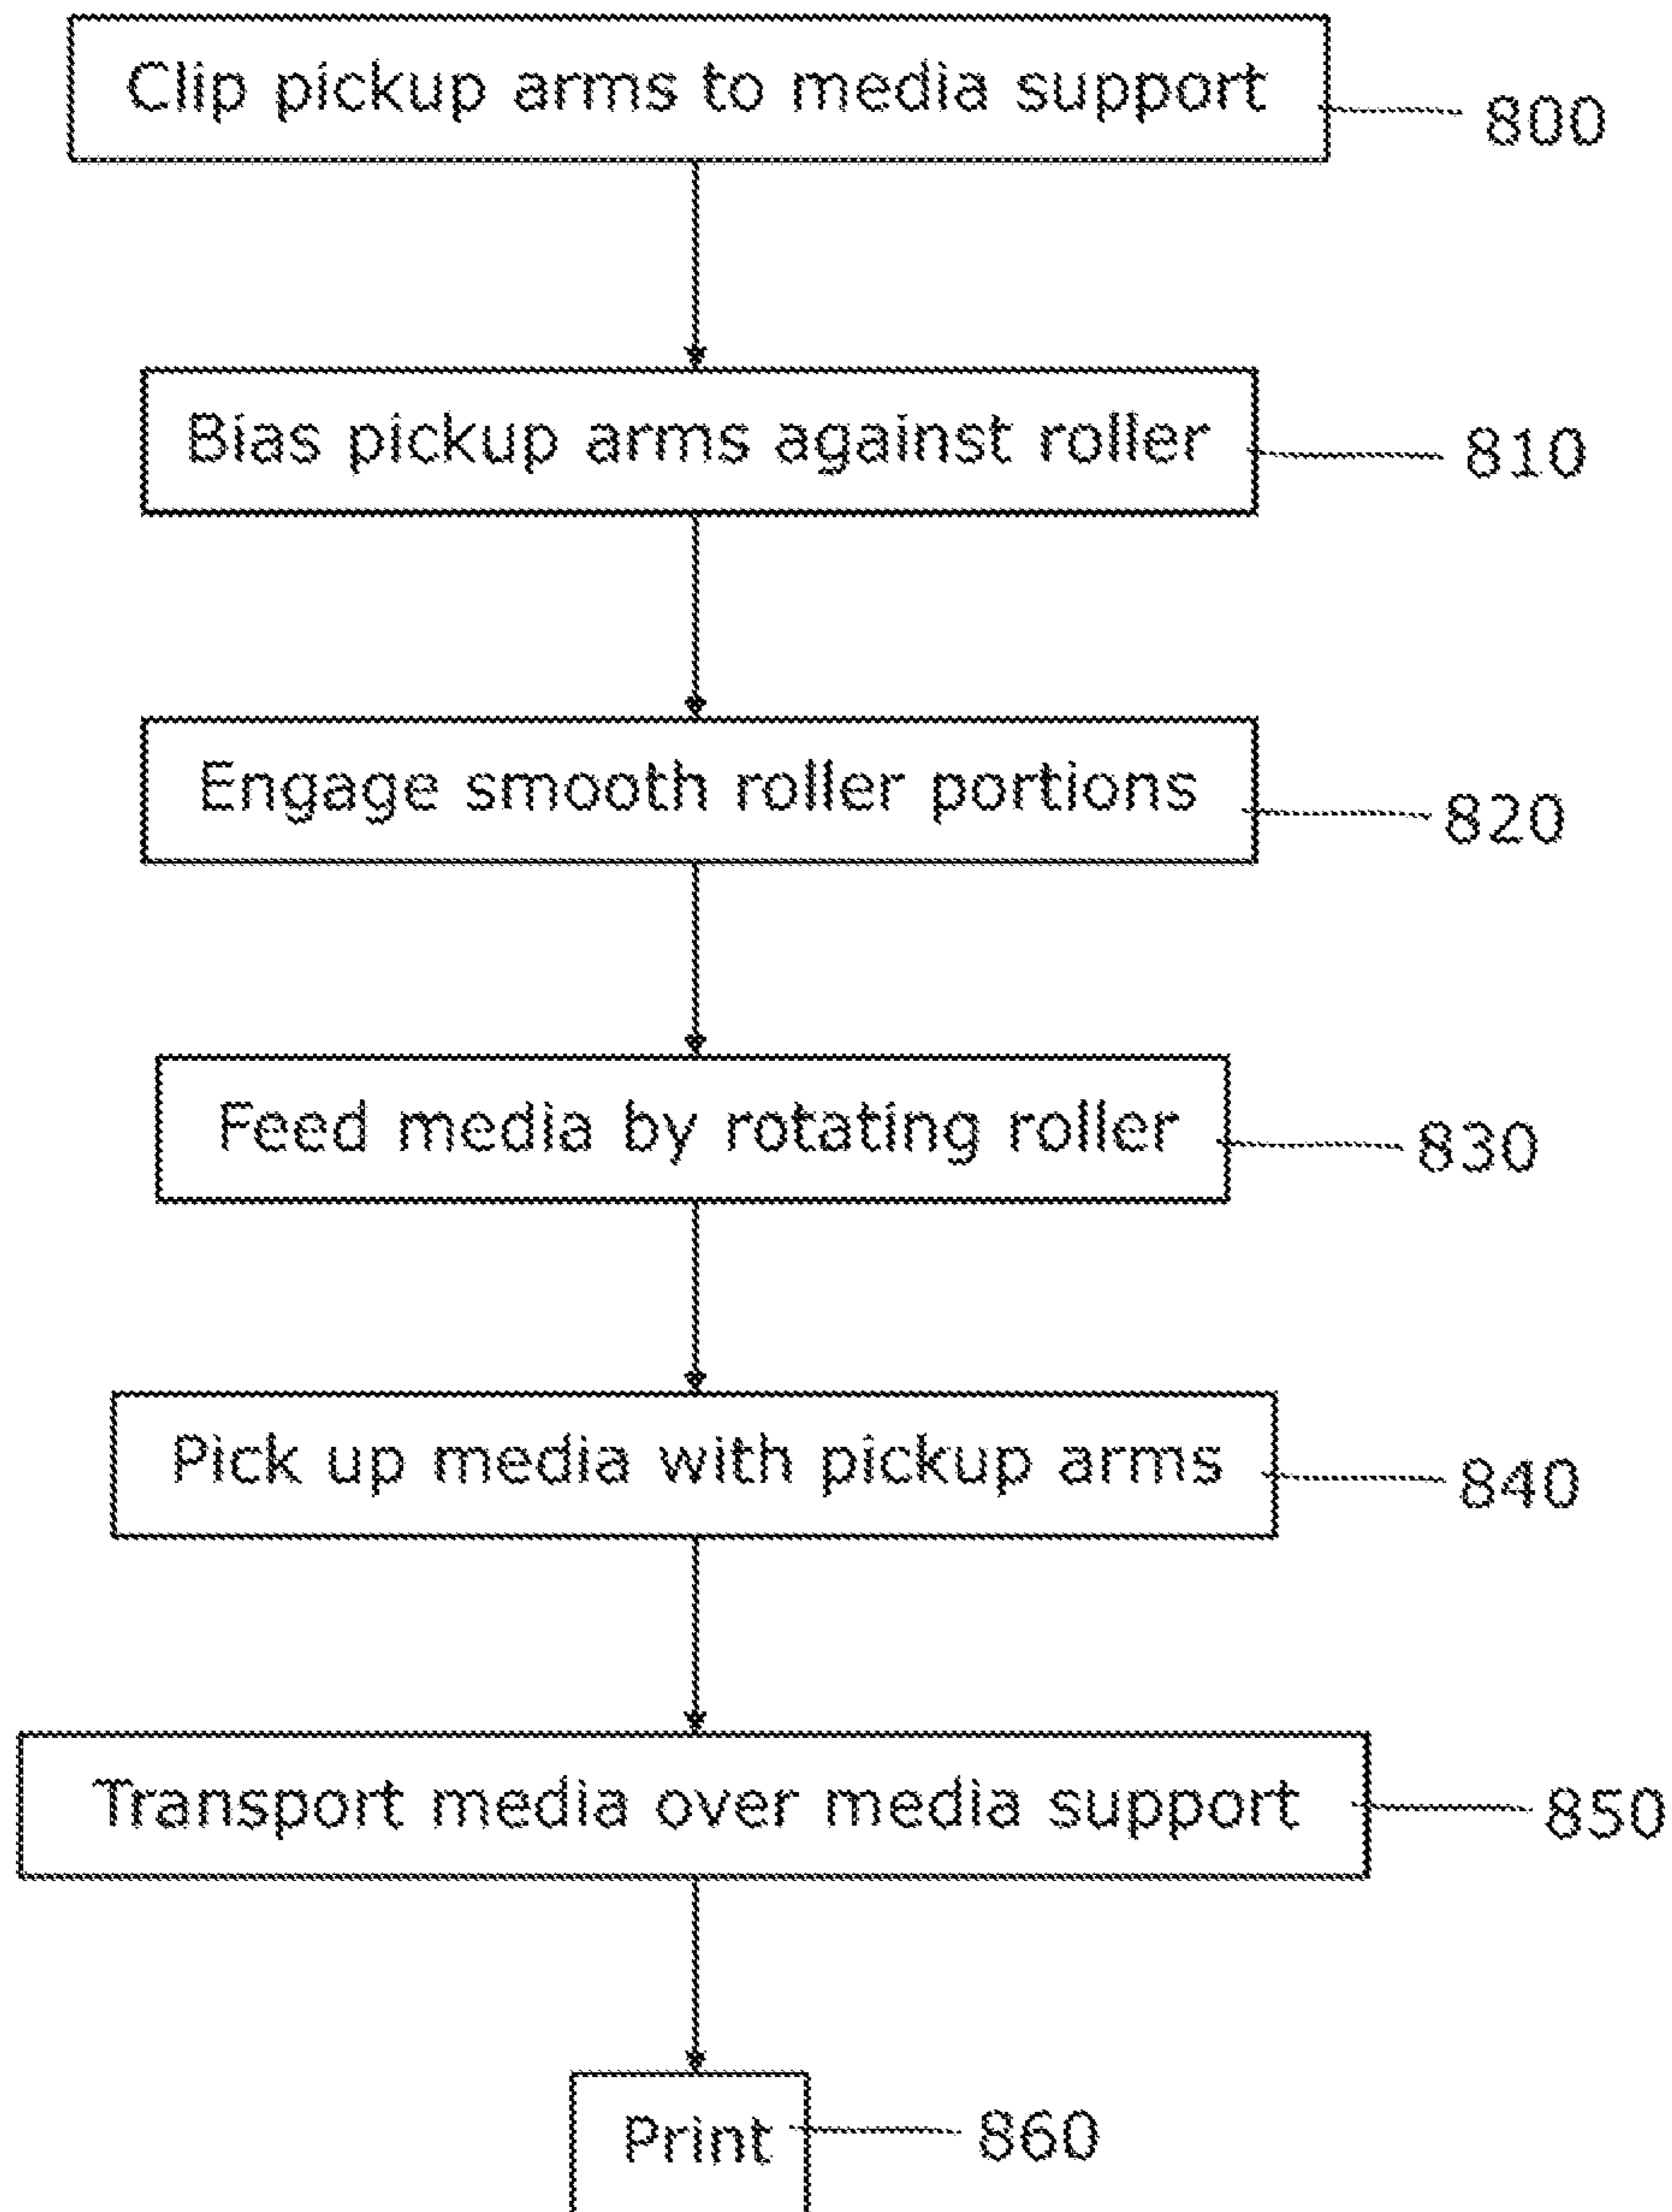 Clip pickup arms to media support
800
Bias pickup arms against roller
810
Engage smooth roller portions
820
Feed media by rotating roller
830
Pick up media with pickup arms
840
Transport media over media support
850
Print
860